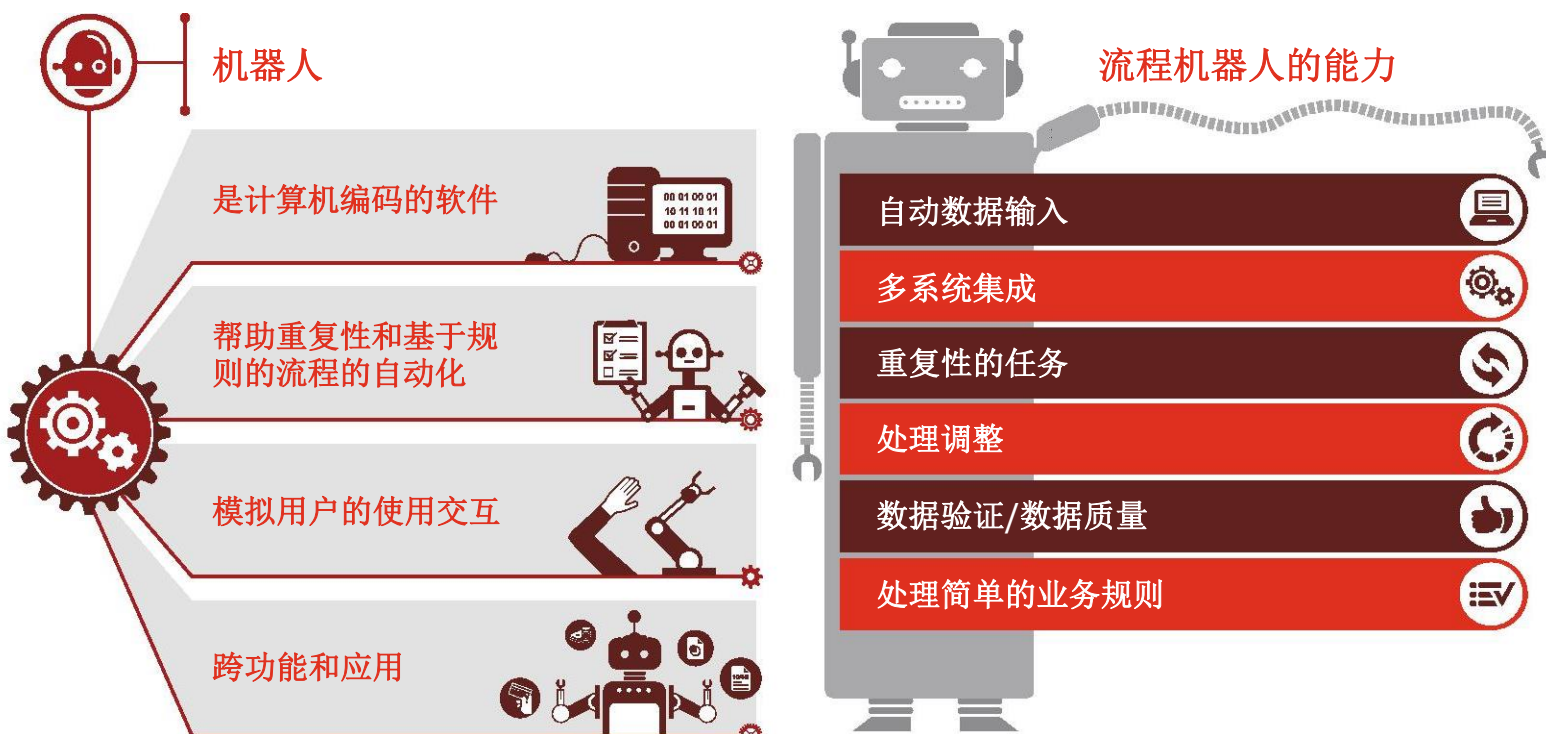 机器人
是计算机编码的软件
00 01 00 01
10 11 10 11
00 01 00 01
帮助重复性和基于规
则的流程的自动化
模拟用户的使用交互
跨功能和应用
流程机器人的能力
自动数据输入
多系统集成
重复性的任务
处理调整
数据验证/数据质量
处理简单的业务规则